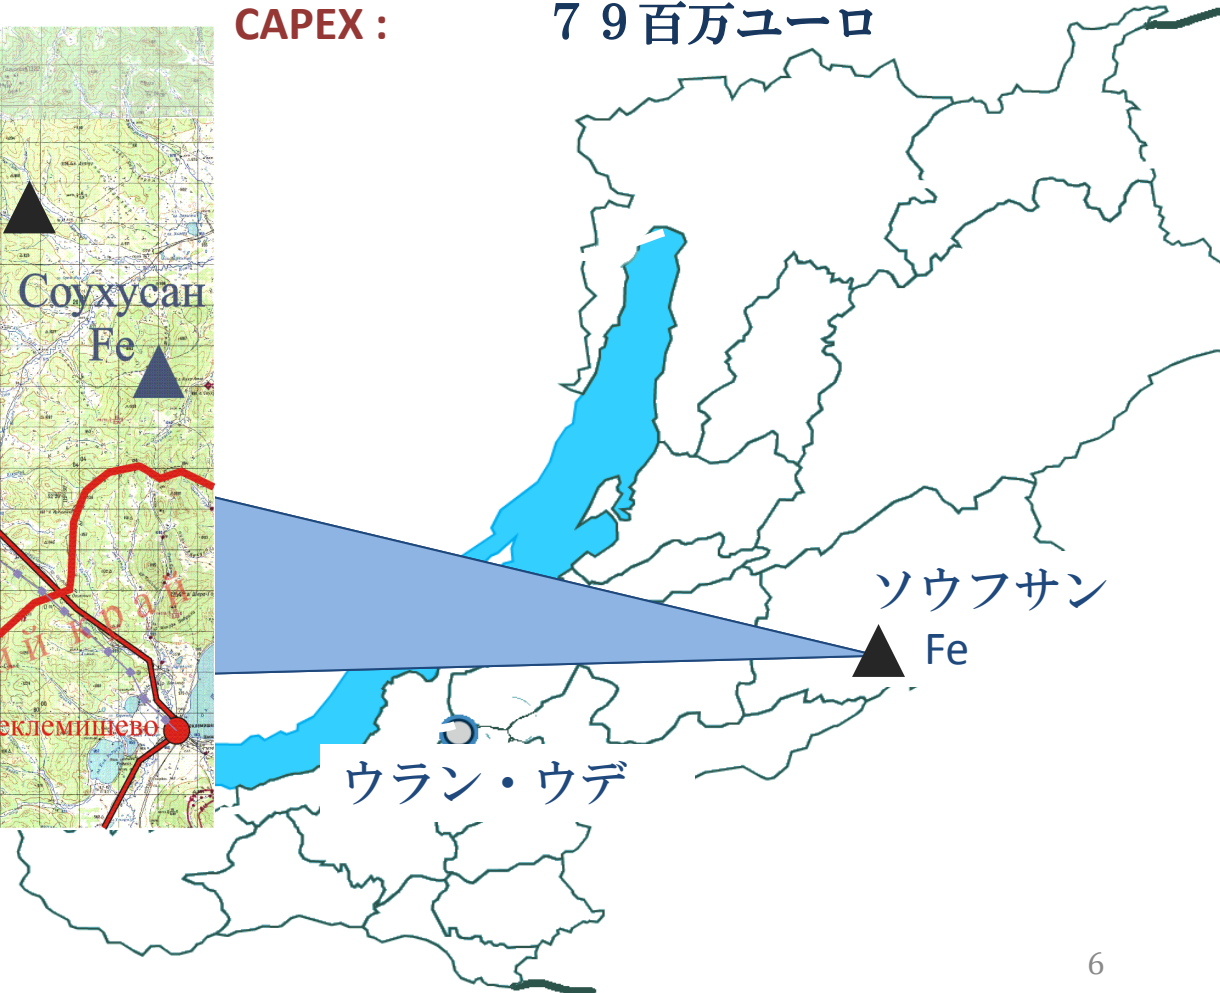 CAPEX : ７９百万ユーロ
Соухусан
Fe
ソウフサン
Fe
й край
еклемишево
ウラン・ウデ
6